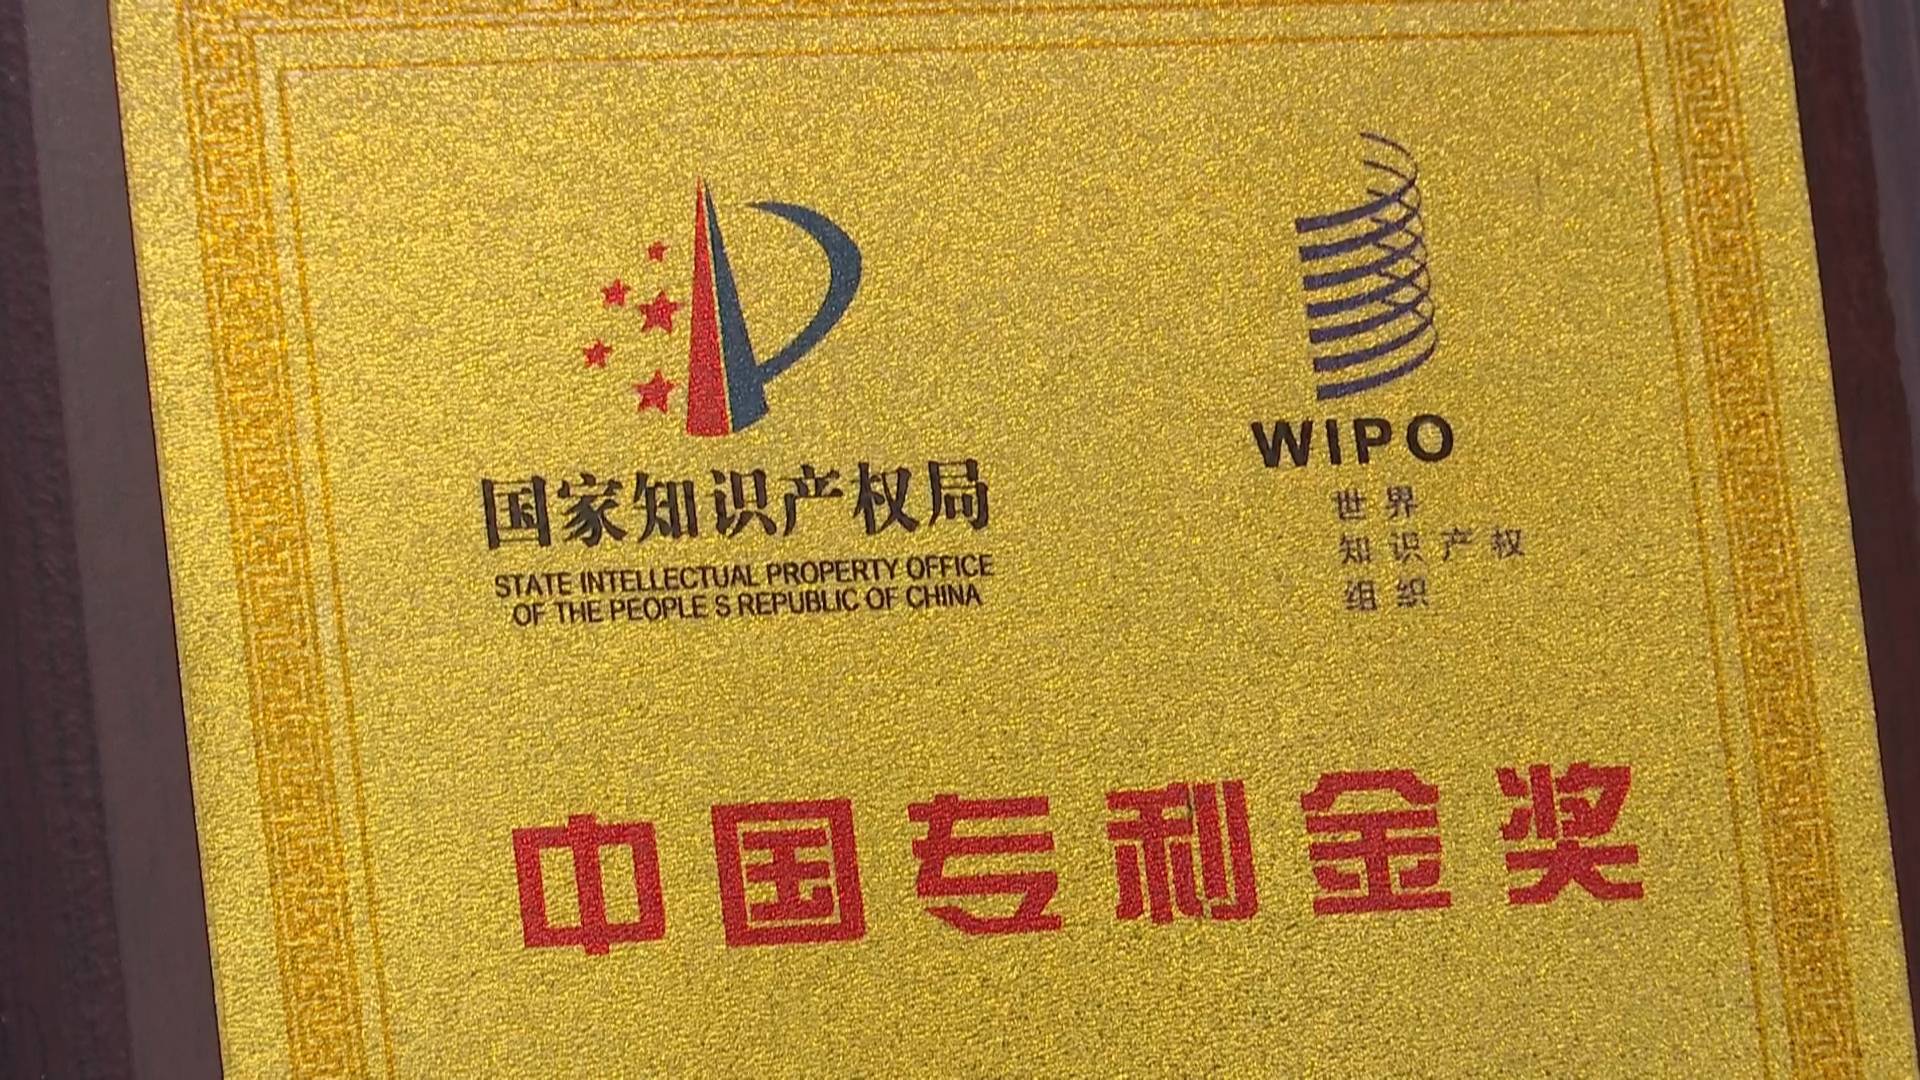 国家知识产权局
STATE INTELLECTUAL PROPERTY OFFICE
OF THE PEOPLE S REPUBLIC OF CHINA
WIPO
世界
知识产权
组织
中国专利金奖